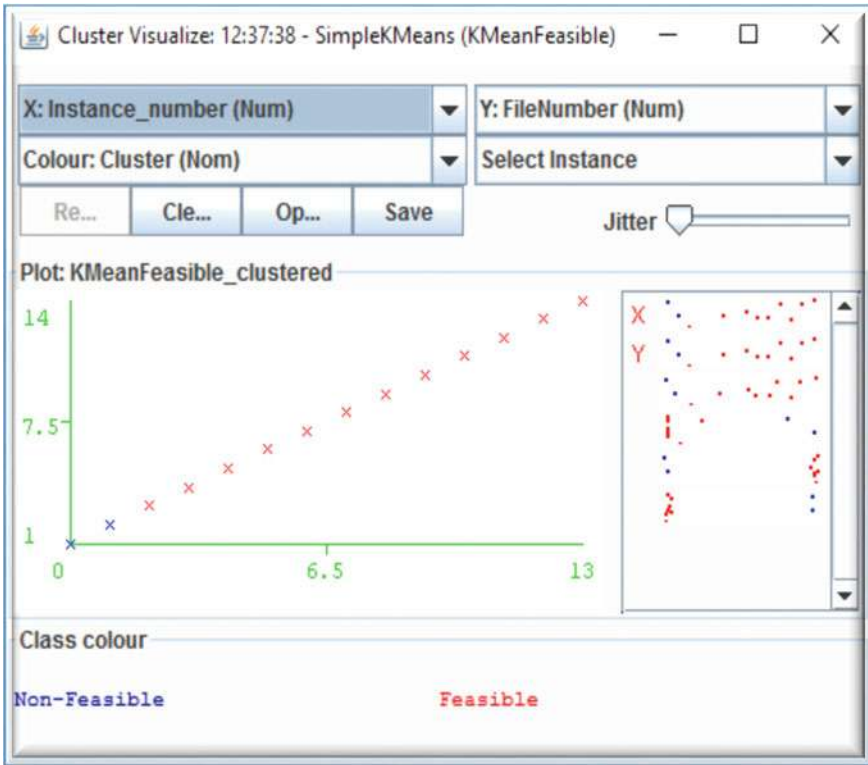 Cluster Visualize: 12:37:38 - SimpleKMeans (KMeanFeasible)
X: Instance_number (Num)
Y: FileNumber (Num)
Colour: Cluster (Nom)
Select Instance
Re...
Cle...
Op...
Save
Jitter
Plot: KMeanFeasible_clustered
14
7.5
1
0
6.5
13
X
Y
Class colour
Non-Feasible
Feasible